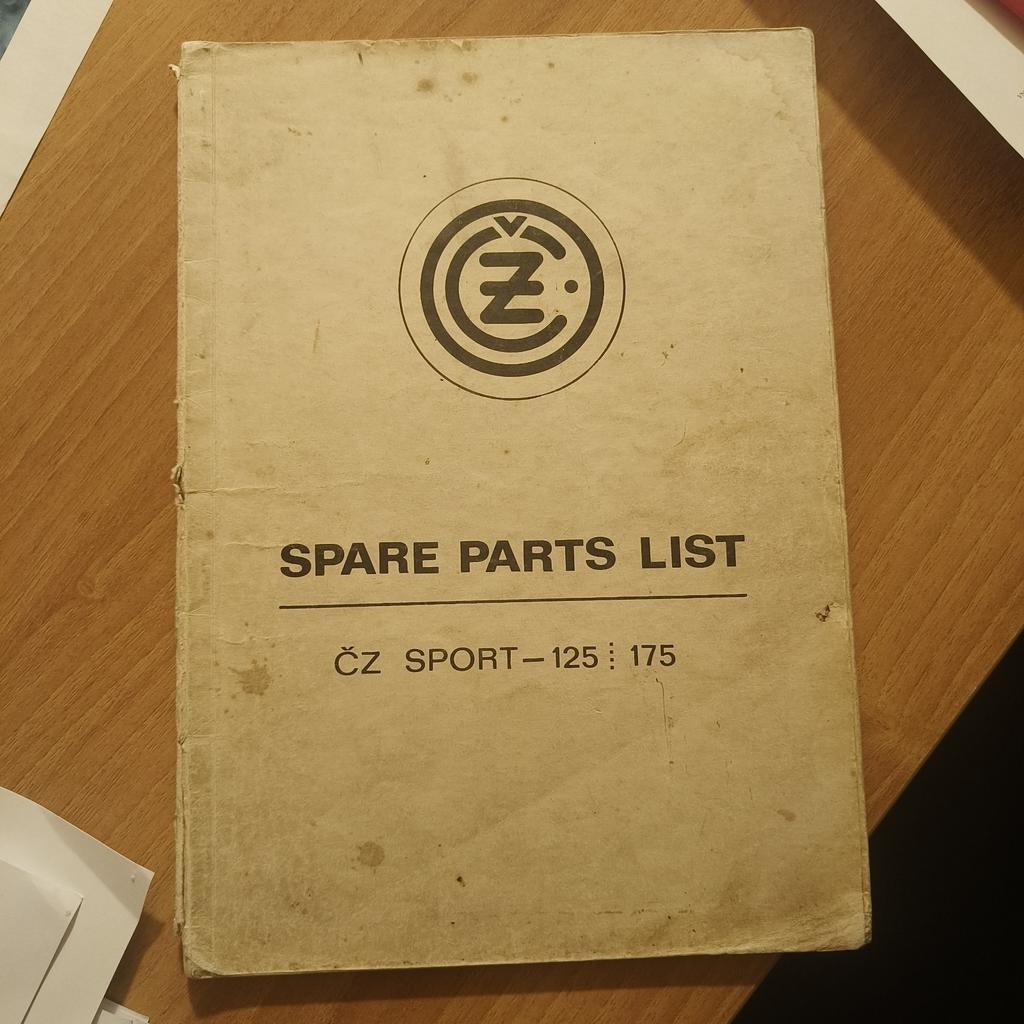 ČZ
SPARE PARTS LIST
ČZ SPORT–125 ⁞ 175